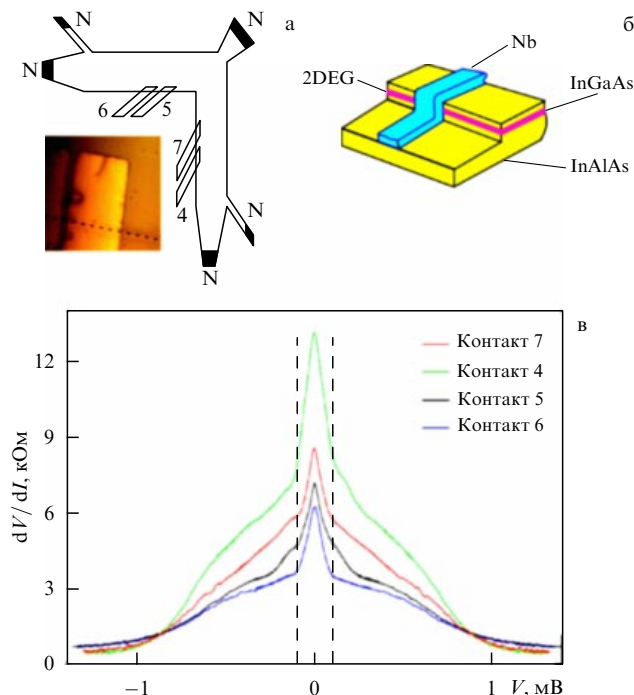 N
N
а
б
N
6
5
7
4
N
N
Nb
2DEG
InGaAs
InAlAs
в
dV/dI, кОм
12
9
6
3
0
Контакт 7
Контакт 4
Контакт 5
Контакт 6
−1
0
1
V, мВ